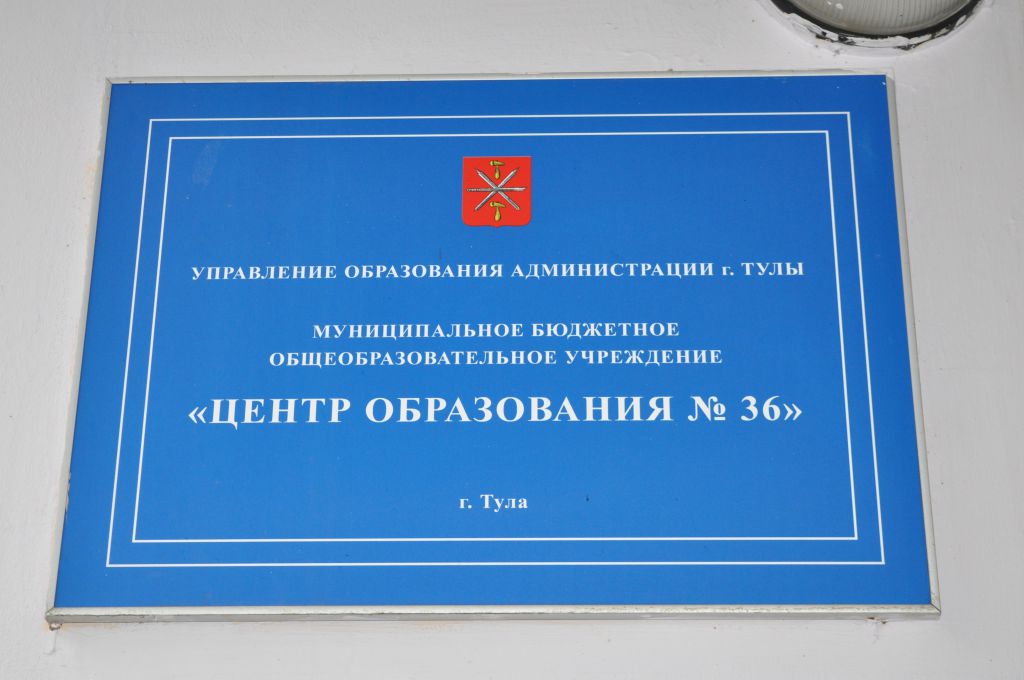 УПРАВЛЕНИЕ ОБРАЗОВАНИЯ АДМИНИСТРАЦИИ г. ТУЛЫ
МУНИЦИПАЛЬНОЕ БЮДЖЕТНОЕ
ОБЩЕОБРАЗОВАТЕЛЬНОЕ УЧРЕЖДЕНИЕ
«ЦЕНТР ОБРАЗОВАНИЯ № 36»
г. Тула